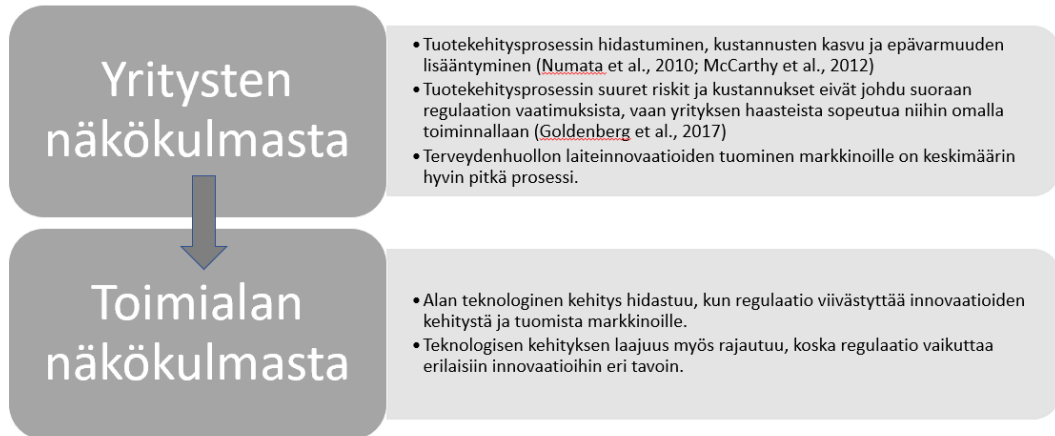 Yritysten
näkökulmasta
• Tuotekehitysprosessin hidastuminen, kustannusten kasvu ja epävarmuuden
lisääntyminen (Numata et al., 2010; McCarthy et al., 2012)
• Tuotekehitysprosessin suuret riskit ja kustannukset eivät johdu suoraan
regulaation vaatimuksista, vaan yrityksen haasteista sopeutua niihin omalla
toiminnallaan (Goldenberg et al., 2017)
• Terveydenhuollon laiteinnovaatioiden tuominen markkinoille on keskimäärin
hyvin pitkä prosessi.
Toimialan
näkökulmasta
• Alan teknologinen kehitys hidastuu, kun regulaatio viivästyttää innovaatioiden
kehitystä ja tuomista markkinoille.
• Teknologisen kehityksen laajuus myös rajautuu, koska regulaatio vaikuttaa
erilaisiin innovaatioihin eri tavoin.